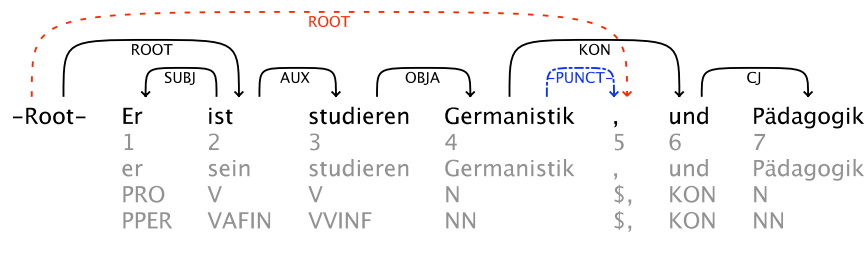 ROOT
ROOT KON
SUBJ AUX OBJA -PUNCT- CJ
-Root- Er ist studieren Germanistik , und Pädagogik
1 2 3 4 5 6 7
er sein studieren Germanistik , und Pädagogik
PRO V V N $, KON N
PPER VAFIN VVINF NN $, KON NN